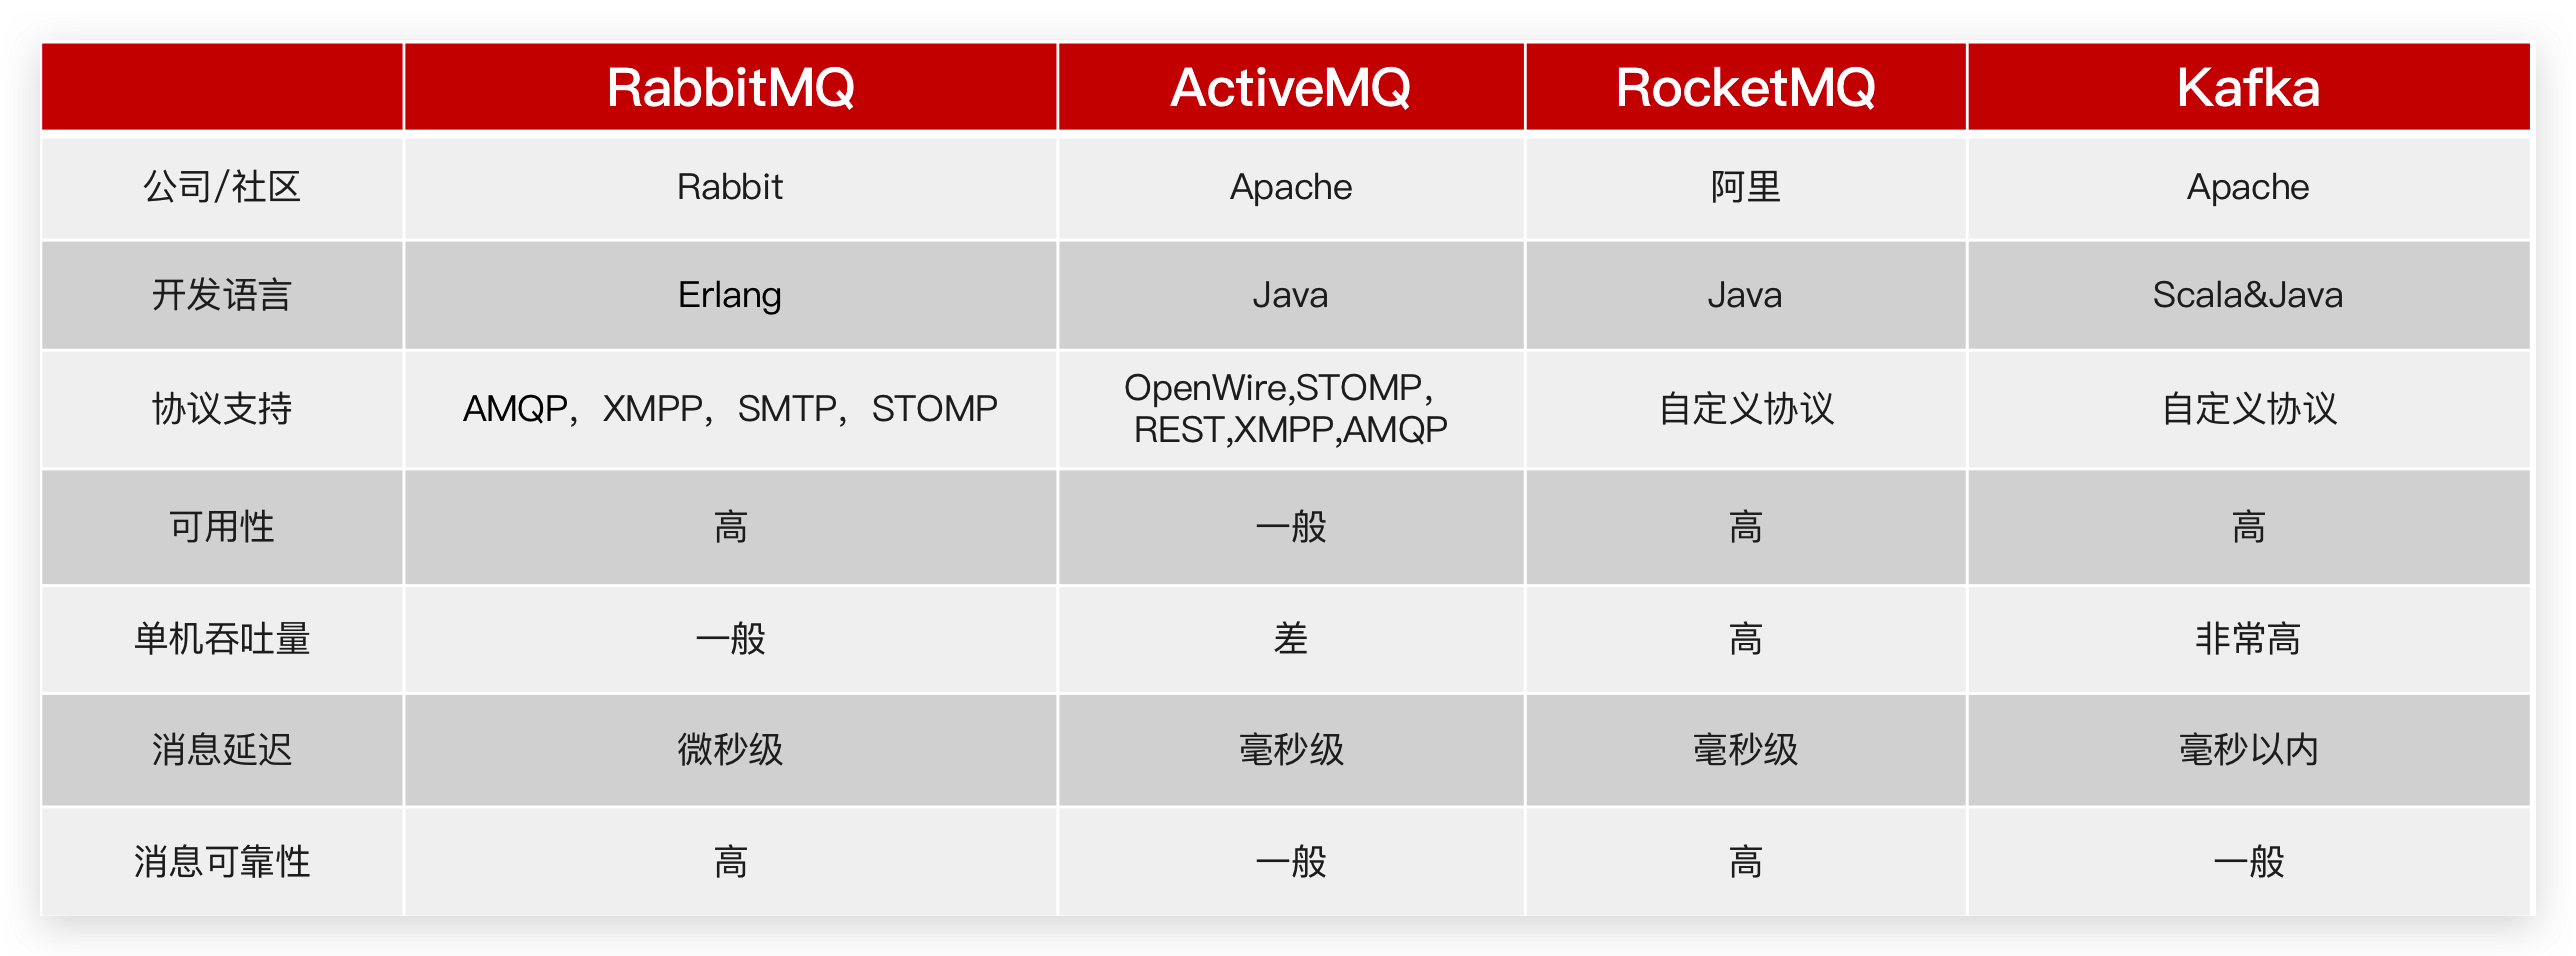 RabbitMQ ActiveMQ RocketMQ Kafka
公司/社区 Rabbit Apache 阿里 Apache
开发语言 Erlang Java Java Scala&Java
协议支持 AMQP，XMPP，SMTP，STOMP OpenWire,STOMP，
REST,XMPP,AMQP 自定义协议 自定义协议
可用性 高 一般 高 高
单机吞吐量 一般 差 高 非常高
消息延迟 微秒级 毫秒级 毫秒级 毫秒以内
消息可靠性 高 一般 高 一般